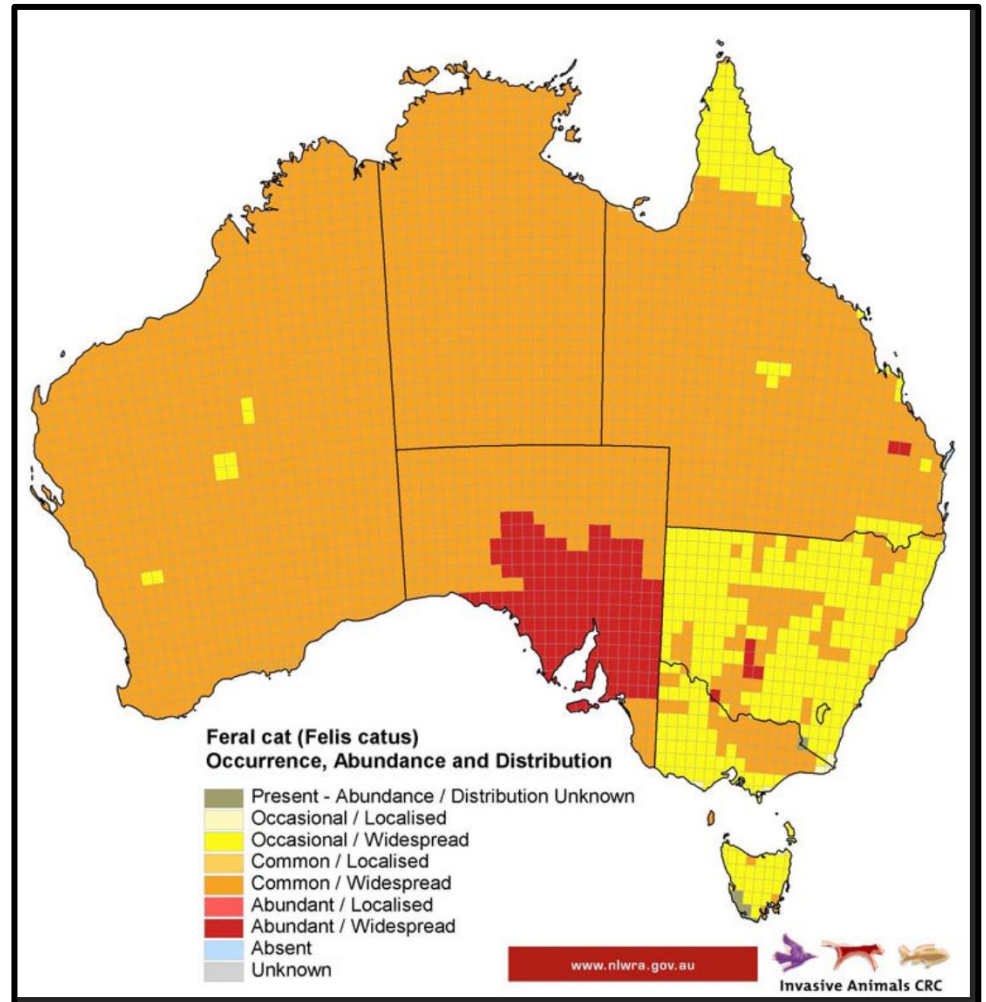 Feral cat (Felis catus)
Occurrence, Abundance and Distribution
Present - Abundance / Distribution Unknown
Occasional / Localised
Occasional / Widespread
Common / Localised
Common / Widespread
Abundant / Localised
Abundant / Widespread
Absent
Unknown
www.nlwra.gov.au
Invasive Animals CRC